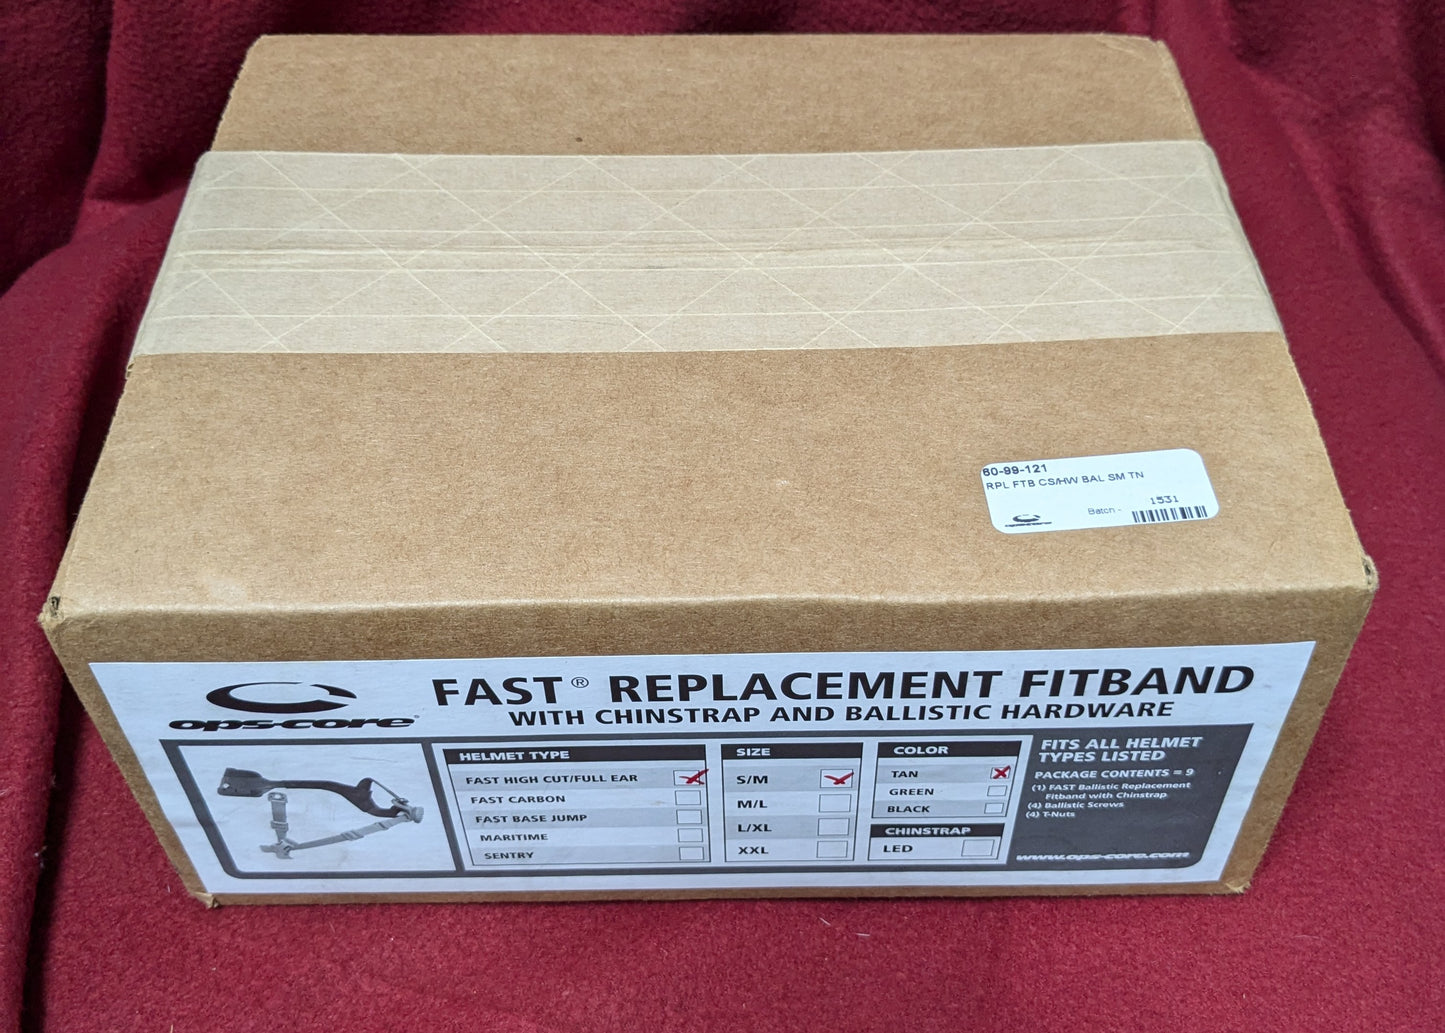 60-99-121
RPL FTB CS/HW BAL SM TN
1531
Batch -
ops-core
ops-core
FAST® REPLACEMENT FITBAND
WITH CHINSTRAP AND BALLISTIC HARDWARE
HELMET TYPE
FAST HIGH CUT/FULL EAR
FAST CARBON
FAST BASE JUMP
MARITIME
SENTRY
SIZE
S/M
M/L
L/XL
XXL
COLOR
TAN
GREEN
BLACK
CHINSTRAP
LED
FITS ALL HELMET
TYPES LISTED
PACKAGE CONTENTS = 9
(1) FAST Ballistic Replacement
Fitband with Chinstrap
(4) Ballistic Screws
(4) T-Nuts
www.ops-core.com